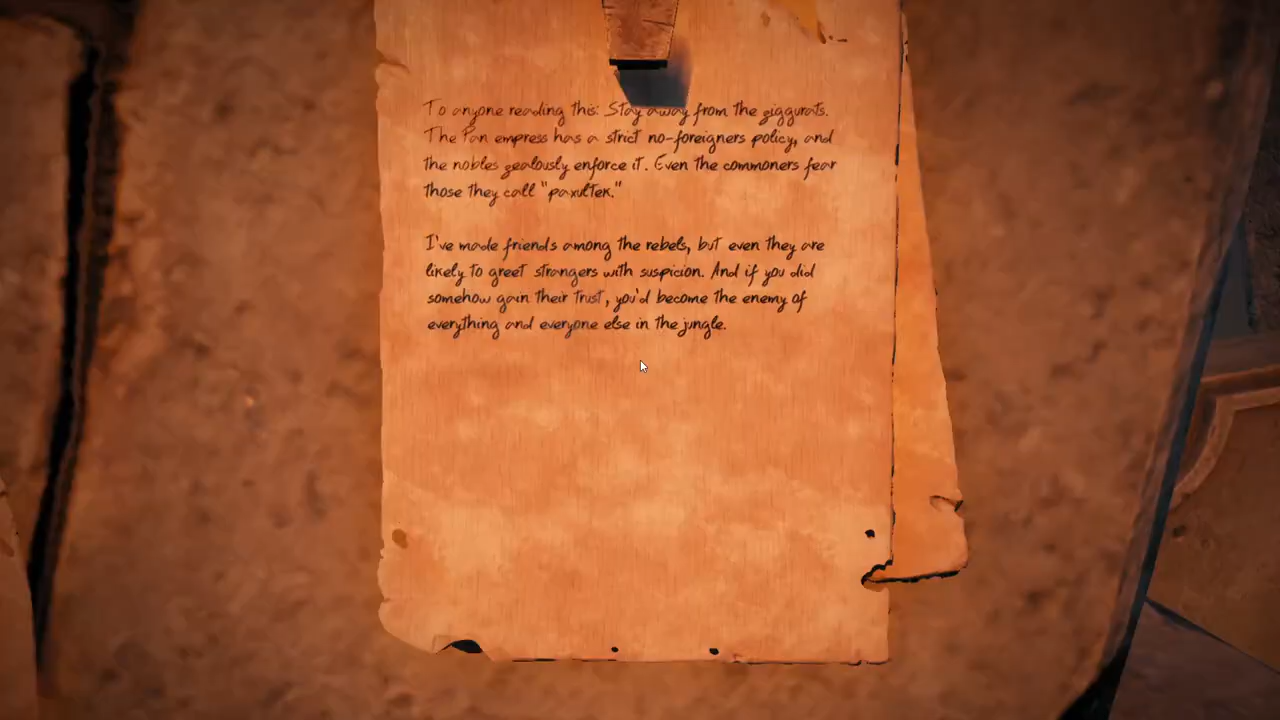 To anyone reading this: Stay away from the ziggurats.
The Pan empress has a strict no-foreigners policy, and
the nobles zealously enforce it. Even the commoners fear
those they call "paxultek."
I've made friends among the rebels, but even they are
likely to greet strangers with suspicion. And if you did
somehow gain their trust, you'd become the enemy of
everything and everyone else in the jungle.